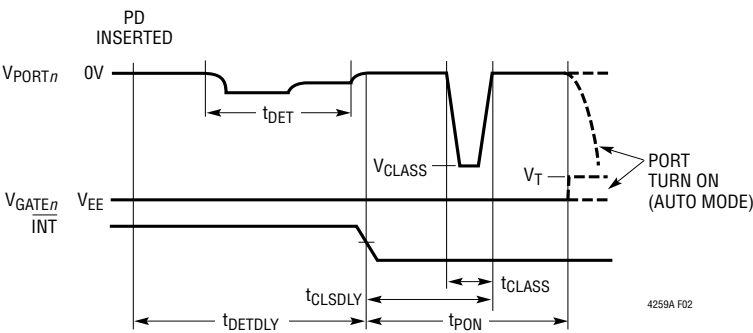 PD
INSERTED
VPORTn 0V
tDET
VCLASS
VT
PORT
TURN ON
(AUTO MODE)
VGATEn VEE
INT
tCLASS
tCLSDLY
4259A F02
tDETDLY
tPON